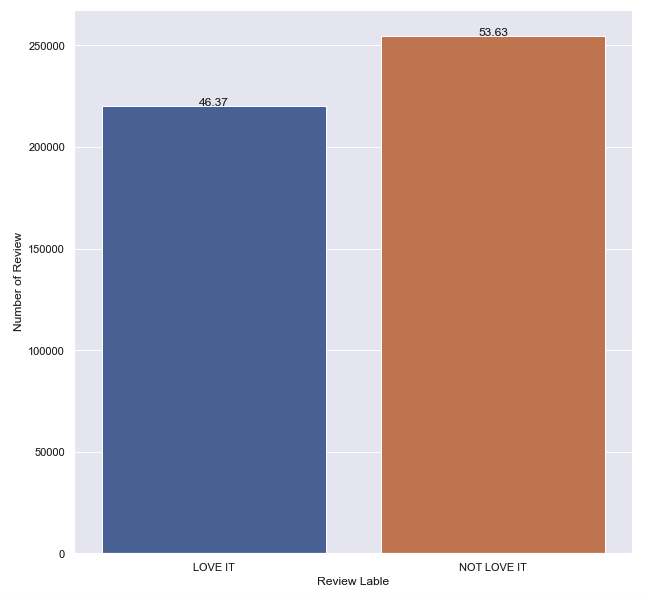 250000
200000
150000
100000
50000
0
Number of Review
46.37
53.63
LOVE IT
NOT LOVE IT
Review Lable